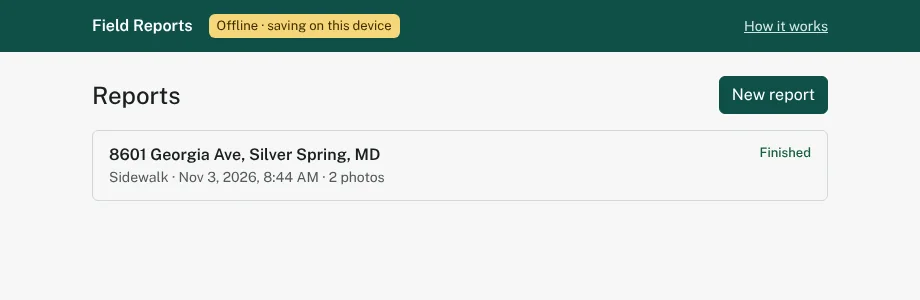 Field Reports
Offline · saving on this device
How it works
Reports
New report
8601 Georgia Ave, Silver Spring, MD
Finished
Sidewalk · Nov 3, 2026, 8:44 AM · 2 photos